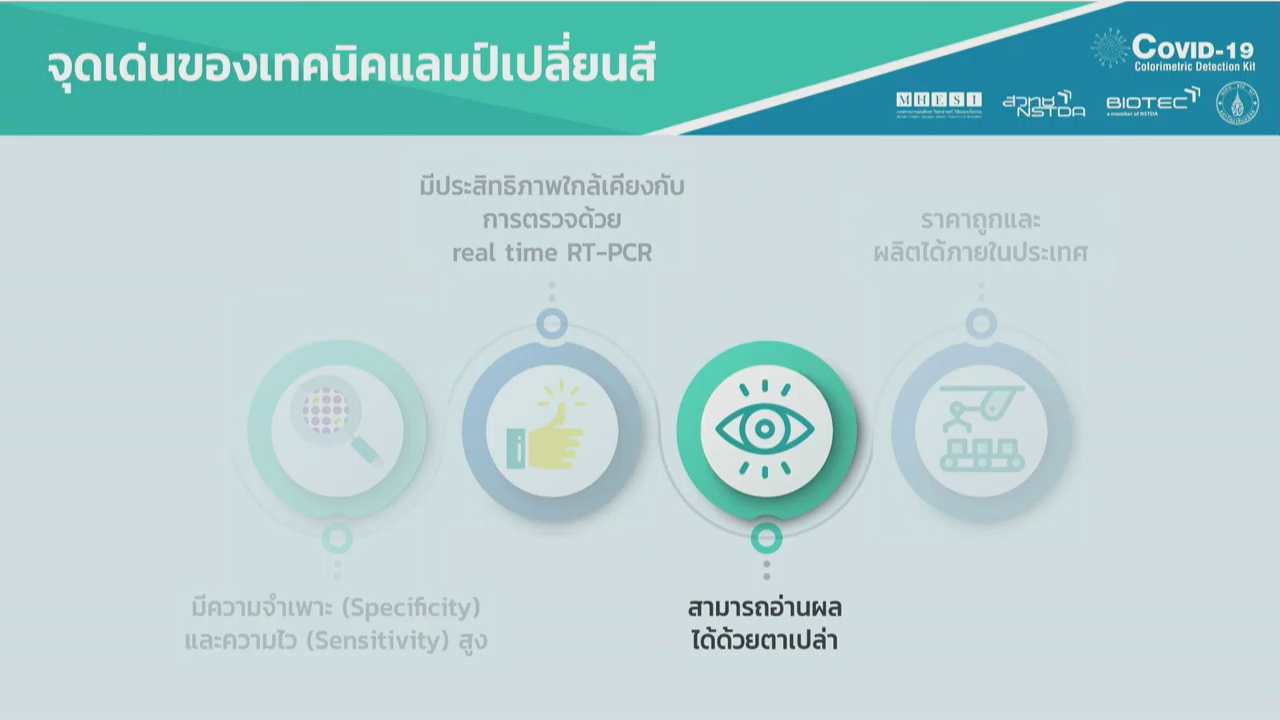 จุดเด่นของเทคนิคแลมป์เปลี่ยนสี
COVID-19
Colorimetric Detection Kit
MHESI
สวทช
NSTDA
BIOTEC
a member of NSTDA
มีประสิทธิภาพใกล้เคียงกับ
การตรวจด้วย
real time RT-PCR
ราคาถูกและ
ผลิตได้ภายในประเทศ
มีความจำเพาะ (Specificity)
และความไว (Sensitivity) สูง
สามารถอ่านผล
ได้ด้วยตาเปล่า